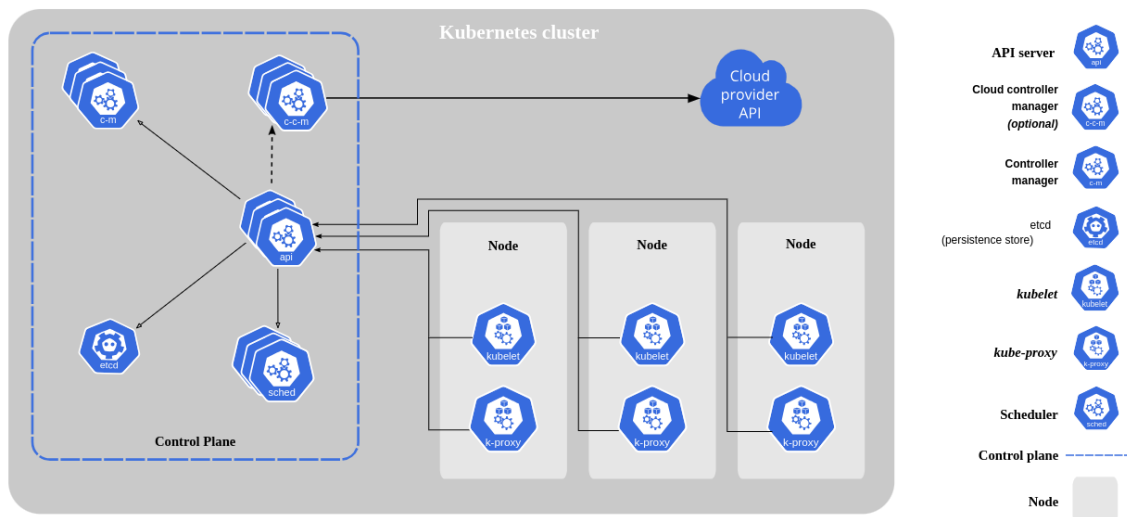 Kubernetes cluster
c-m
c-c-m
Cloud
provider
API
api
etcd
sched
Control Plane
Node
kubelet
k-proxy
Node
kubelet
k-proxy
Node
kubelet
k-proxy
API server
api
Cloud controller
manager
(optional)
c-c-m
Controller
manager
c-m
etcd
(persistence store)
etcd
kubelet
kubelet
kube-proxy
k-proxy
Scheduler
sched
Control plane
Node